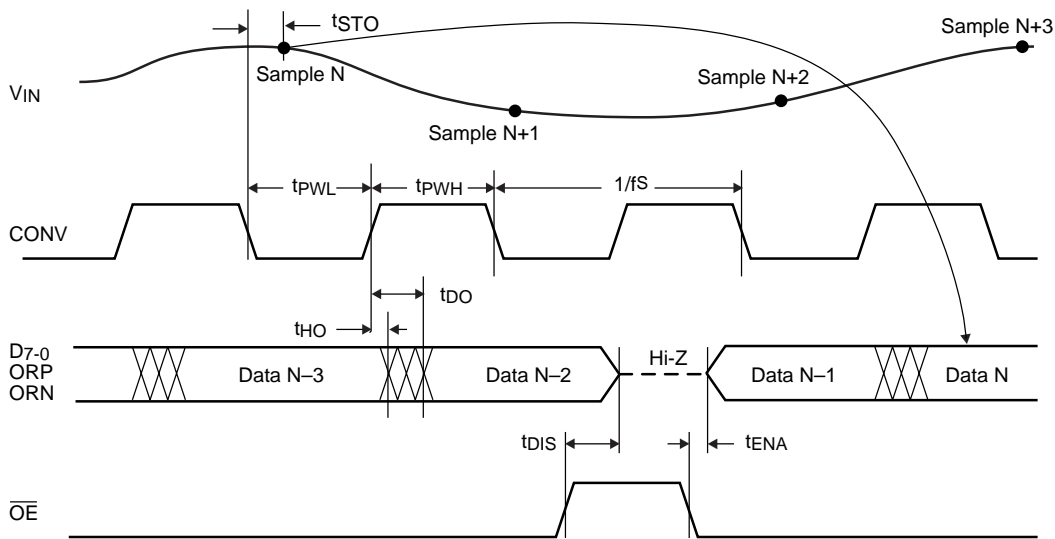 tSTO
Sample N+3
Sample N
Sample N+2
VIN
Sample N+1
tPWL
tPWH
1/fS
CONV
tDO
tHO
D7-0
ORP
ORN
Data N–3
Data N–2
Hi-Z
Data N–1
Data N
tDIS
tENA
OE